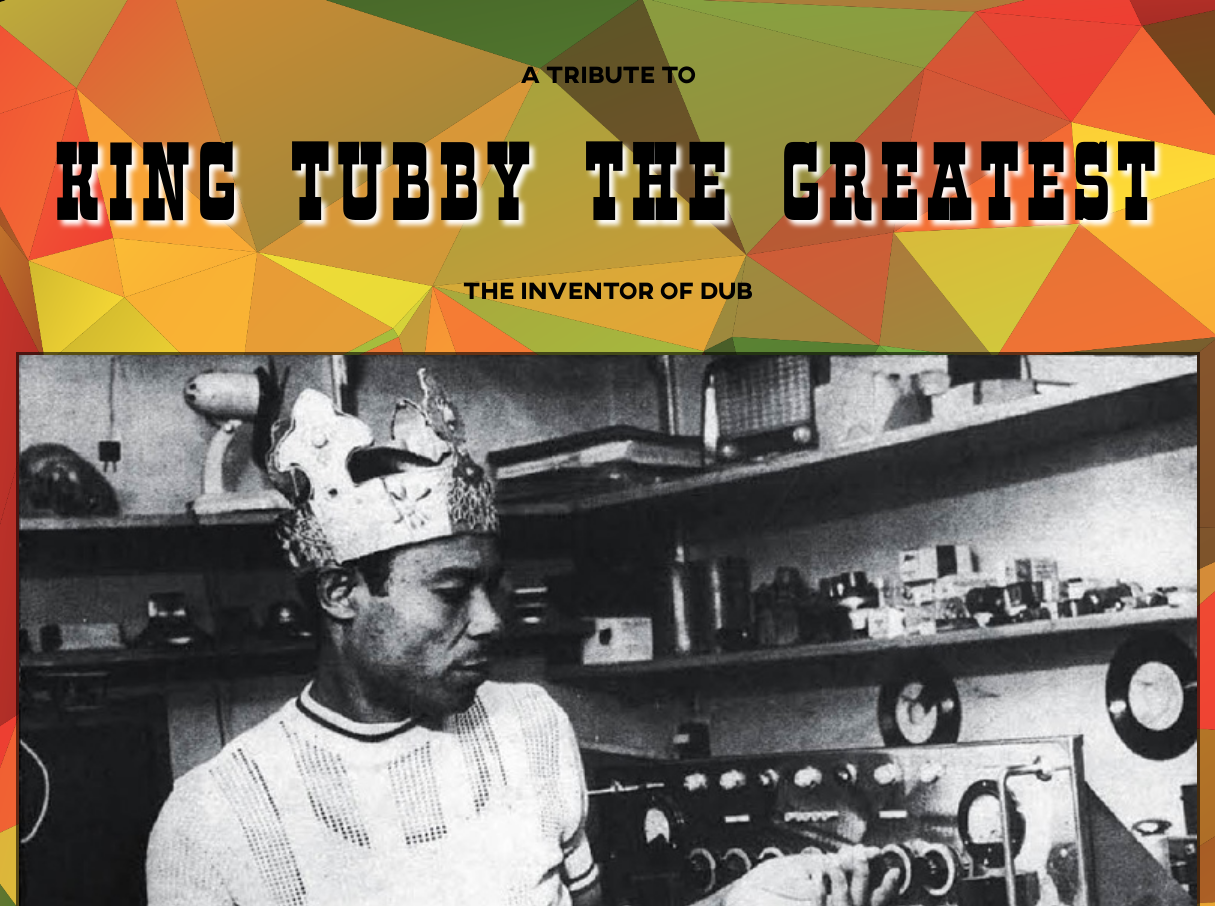 A TRIBUTE TO
KING TUBBY THE GREATEST
THE INVENTOR OF DUB